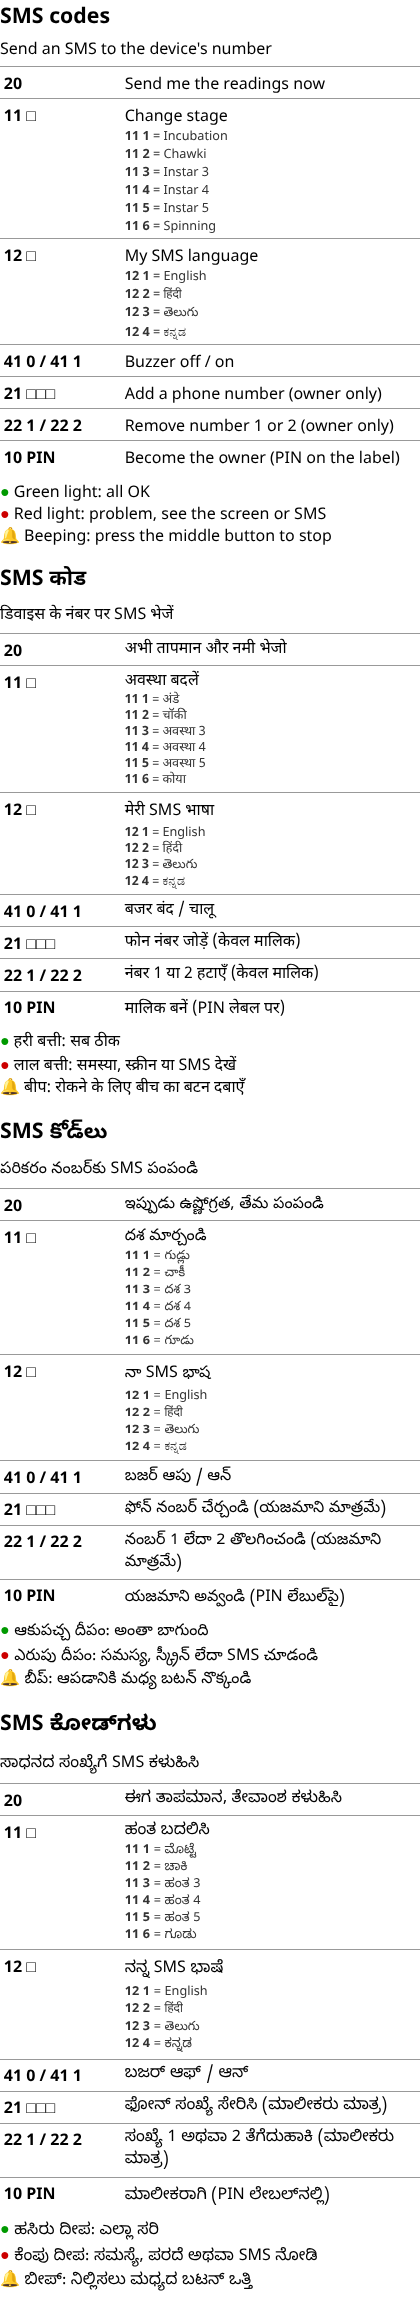 SMS codes
Send an SMS to the device's number
20 Send me the readings now
11 □ Change stage
11 1 = Incubation
11 2 = Chawki
11 3 = Instar 3
11 4 = Instar 4
11 5 = Instar 5
11 6 = Spinning
12 □ My SMS language
12 1 = English
12 2 = हिंदी
12 3 = తెలుగు
12 4 = ಕನ್ನಡ
41 0 / 41 1 Buzzer off / on
21 □□□ Add a phone number (owner only)
22 1 / 22 2 Remove number 1 or 2 (owner only)
10 PIN Become the owner (PIN on the label)
● Green light: all OK
● Red light: problem, see the screen or SMS
🔔 Beeping: press the middle button to stop
SMS कोड
डिवाइस के नंबर पर SMS भेजें
20 अभी तापमान और नमी भेजो
11 □ अवस्था बदलें
11 1 = अंडे
11 2 = चॉकी
11 3 = अवस्था 3
11 4 = अवस्था 4
11 5 = अवस्था 5
11 6 = कोया
12 □ मेरी SMS भाषा
12 1 = English
12 2 = हिंदी
12 3 = తెలుగు
12 4 = ಕನ್ನಡ
41 0 / 41 1 बजर बंद / चालू
21 □□□ फोन नंबर जोड़ें (केवल मालिक)
22 1 / 22 2 नंबर 1 या 2 हटाएँ (केवल मालिक)
10 PIN मालिक बनें (PIN लेबल पर)
● हरी बत्ती: सब ठीक
● लाल बत्ती: समस्या, स्क्रीन या SMS देखें
🔔 बीप: रोकने के लिए बीच का बटन दबाएँ
SMS కోడ్‌లు
పరికరం నంబర్‌కు SMS పంపండి
20 ఇప్పుడు ఉష్ణోగ్రత, తేమ పంపండి
11 □ దశ మార్చండి
11 1 = గుడ్లు
11 2 = చాకీ
11 3 = దశ 3
11 4 = దశ 4
11 5 = దశ 5
11 6 = గూడు
12 □ నా SMS భాష
12 1 = English
12 2 = हिंदी
12 3 = తెలుగు
12 4 = ಕನ್ನಡ
41 0 / 41 1 బజర్ ఆపు / ఆన్
21 □□□ ఫోన్ నంబర్ చేర్చండి (యజమాని మాత్రమే)
22 1 / 22 2 నంబర్ 1 లేదా 2 తొలగించండి (యజమాని
మాత్రమే)
10 PIN యజమాని అవ్వండి (PIN లేబుల్‌పై)
● ఆకుపచ్చ దీపం: అంతా బాగుంది
● ఎరుపు దీపం: సమస్య, స్క్రీన్ లేదా SMS చూడండి
🔔 బీప్: ఆపడానికి మధ్య బటన్ నొక్కండి
SMS ಕೋಡ್‌ಗಳು
ಸಾಧನದ ಸಂಖ್ಯೆಗೆ SMS ಕಳುಹಿಸಿ
20 ಈಗ ತಾಪಮಾನ, ತೇವಾಂಶ ಕಳುಹಿಸಿ
11 □ ಹಂತ ಬದಲಿಸಿ
11 1 = ಮೊಟ್ಟೆ
11 2 = ಚಾಕಿ
11 3 = ಹಂತ 3
11 4 = ಹಂತ 4
11 5 = ಹಂತ 5
11 6 = ಗೂಡು
12 □ ನನ್ನ SMS ಭಾಷೆ
12 1 = English
12 2 = हिंदी
12 3 = తెలుగు
12 4 = ಕನ್ನಡ
41 0 / 41 1 ಬಜರ್ ಆಫ್ / ಆನ್
21 □□□ ಫೋನ್ ಸಂಖ್ಯೆ ಸೇರಿಸಿ (ಮಾಲೀಕರು ಮಾತ್ರ)
22 1 / 22 2 ಸಂಖ್ಯೆ 1 ಅಥವಾ 2 ತೆಗೆದುಹಾಕಿ (ಮಾಲೀಕರು
ಮಾತ್ರ)
10 PIN ಮಾಲೀಕರಾಗಿ (PIN ಲೇಬಲ್‌ನಲ್ಲಿ)
● ಹಸಿರು ದೀಪ: ಎಲ್ಲಾ ಸರಿ
● ಕೆಂಪು ದೀಪ: ಸಮಸ್ಯೆ, ಪರದೆ ಅಥವಾ SMS ನೋಡಿ
🔔 ಬೀಪ್: ನಿಲ್ಲಿಸಲು ಮಧ್ಯದ ಬಟನ್ ಒತ್ತಿ